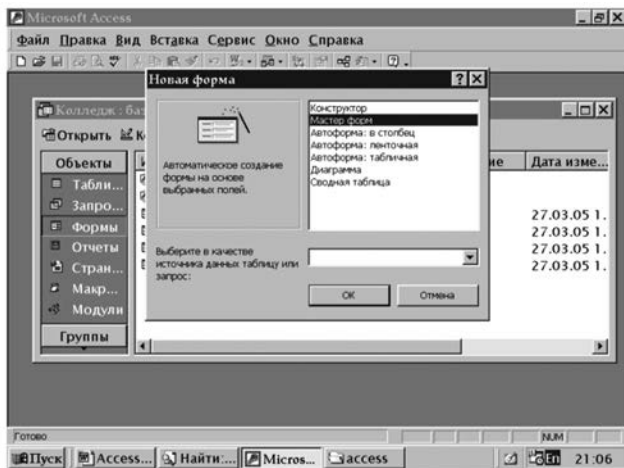 Microsoft Access
Файл Правка Вид Вставка Сервис Окно Справка
Новая форма
Колледж : баз
Открыть
Объекты
Табли...
Запро...
Формы
Отчеты
Стран...
Макр...
Модули
Группы
Автоматическое создание
формы на основе
выбранных полей.
Конструктор
Мастер форм
Автоформа: в столбец
Автоформа: ленточная
Автоформа: табличная
Диаграмма
Сводная таблица
Выберите в качестве
источника данных таблицу или
запрос:
ОК Отмена
ие Дата изме...
27.03.05 1.
27.03.05 1.
27.03.05 1.
27.03.05 1.
Готово NUM
Пуск Access... Найти:... Micros... access En 21:06